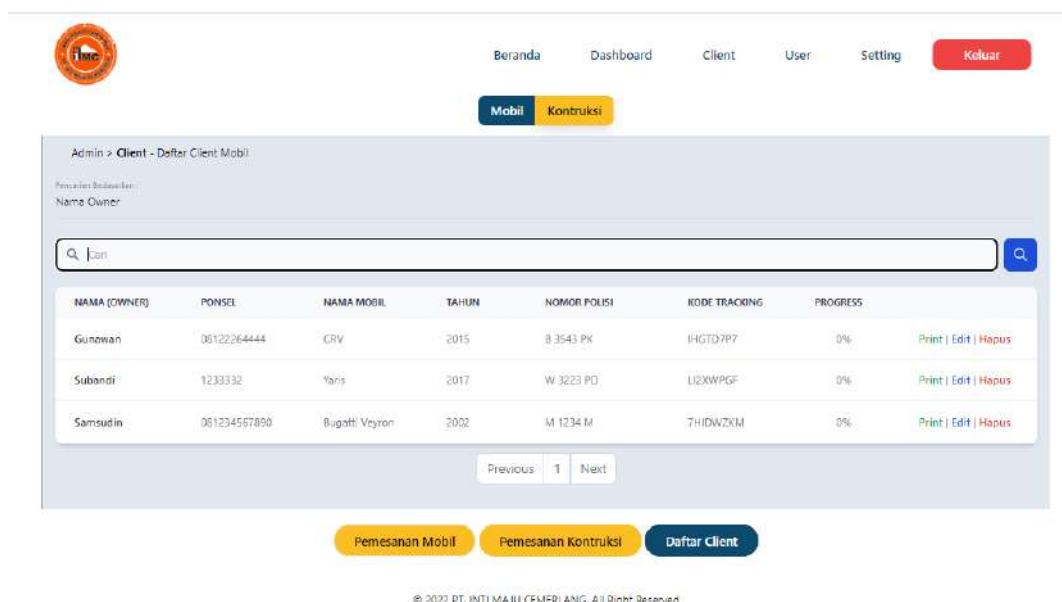 iimc
Beranda Dashboard Client User Setting Keluar
Mobil Kontruksi
Admin > Client - Daftar Client Mobil
Pencarian Berdasarkan :
Nama Owner
Cari
NAMA (OWNER) PONSEL NAMA MOBIL TAHUN NOMOR POLISI KODE TRACKING PROGRESS
Gunawan 08122264444 CRV 2015 B 3543 PK IHGTD7P7 0% Print | Edit | Hapus
Subandi 1233332 Yaris 2017 W 3223 PO LI2XWPGF 0% Print | Edit | Hapus
Samsudin 081234567890 Bugatti Veyron 2002 M 1234 M 7HIDWZKM 0% Print | Edit | Hapus
Previous 1 Next
Pemesanan Mobil Pemesanan Kontruksi Daftar Client
© 2022 PT. INTI MAJU CEMERLANG. All Right Reserved